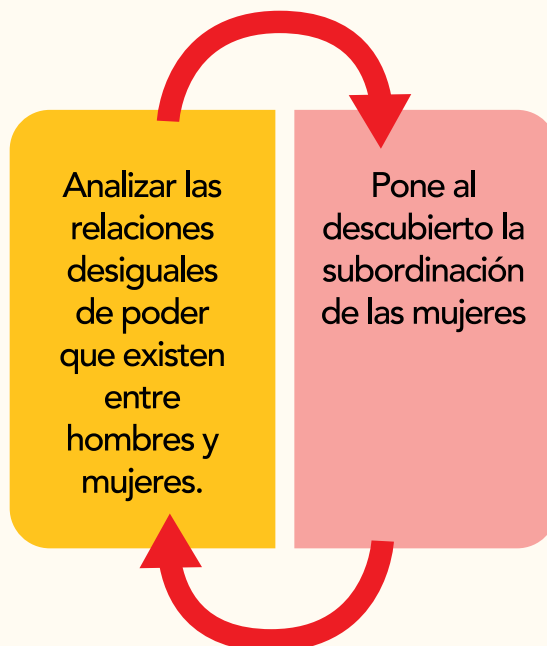 Analizar las
relaciones
desiguales
de poder
que existen
entre
hombres y
mujeres.
Pone al
descubierto la
subordinación
de las mujeres